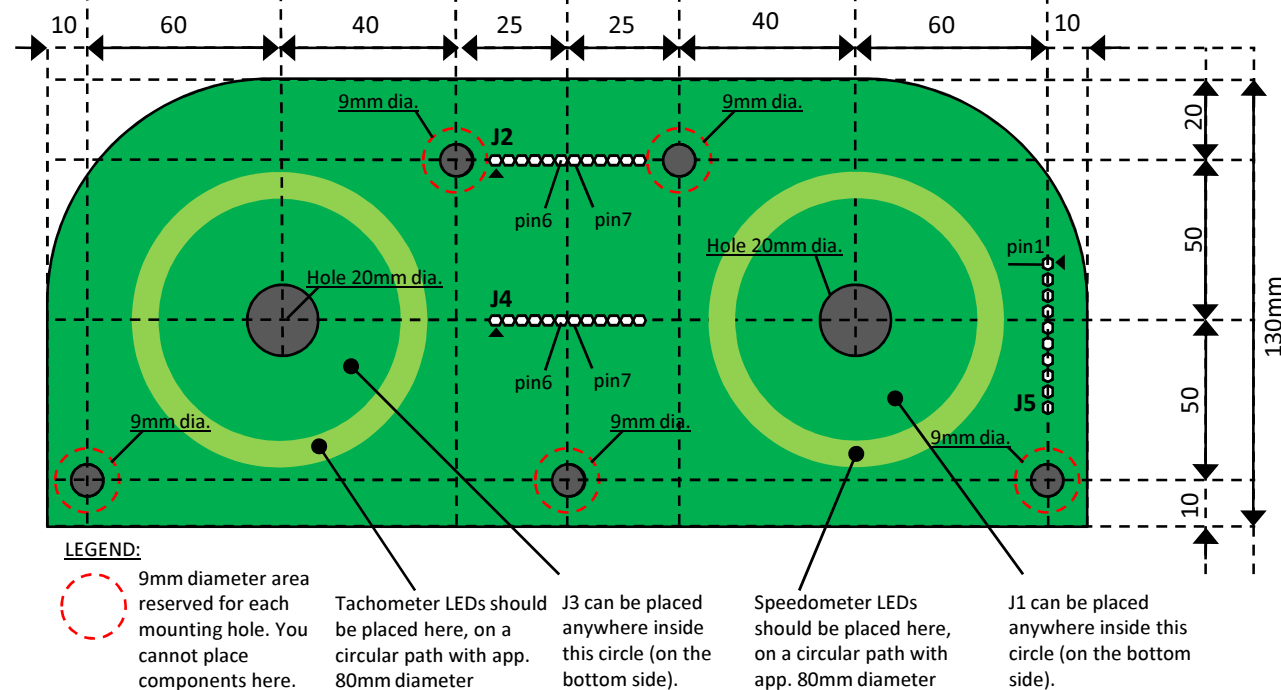 10 60 40 25 25 40 60 10
9mm dia.
9mm dia.
J2
20
pin6 pin7
50
pin1
Hole 20mm dia.
Hole 20mm dia.
J4
130mm
pin6 pin7
50
J5
9mm dia.
9mm dia.
9mm dia.
10
LEGEND:
9mm diameter area
reserved for each
mounting hole. You
cannot place
components here.
Tachometer LEDs should
be placed here, on a
circular path with app.
80mm diameter
J3 can be placed
anywhere inside
this circle (on the
bottom side).
Speedometer LEDs
should be placed here,
on a circular path with
app. 80mm diameter
J1 can be placed
anywhere inside this
circle (on the bottom
side).